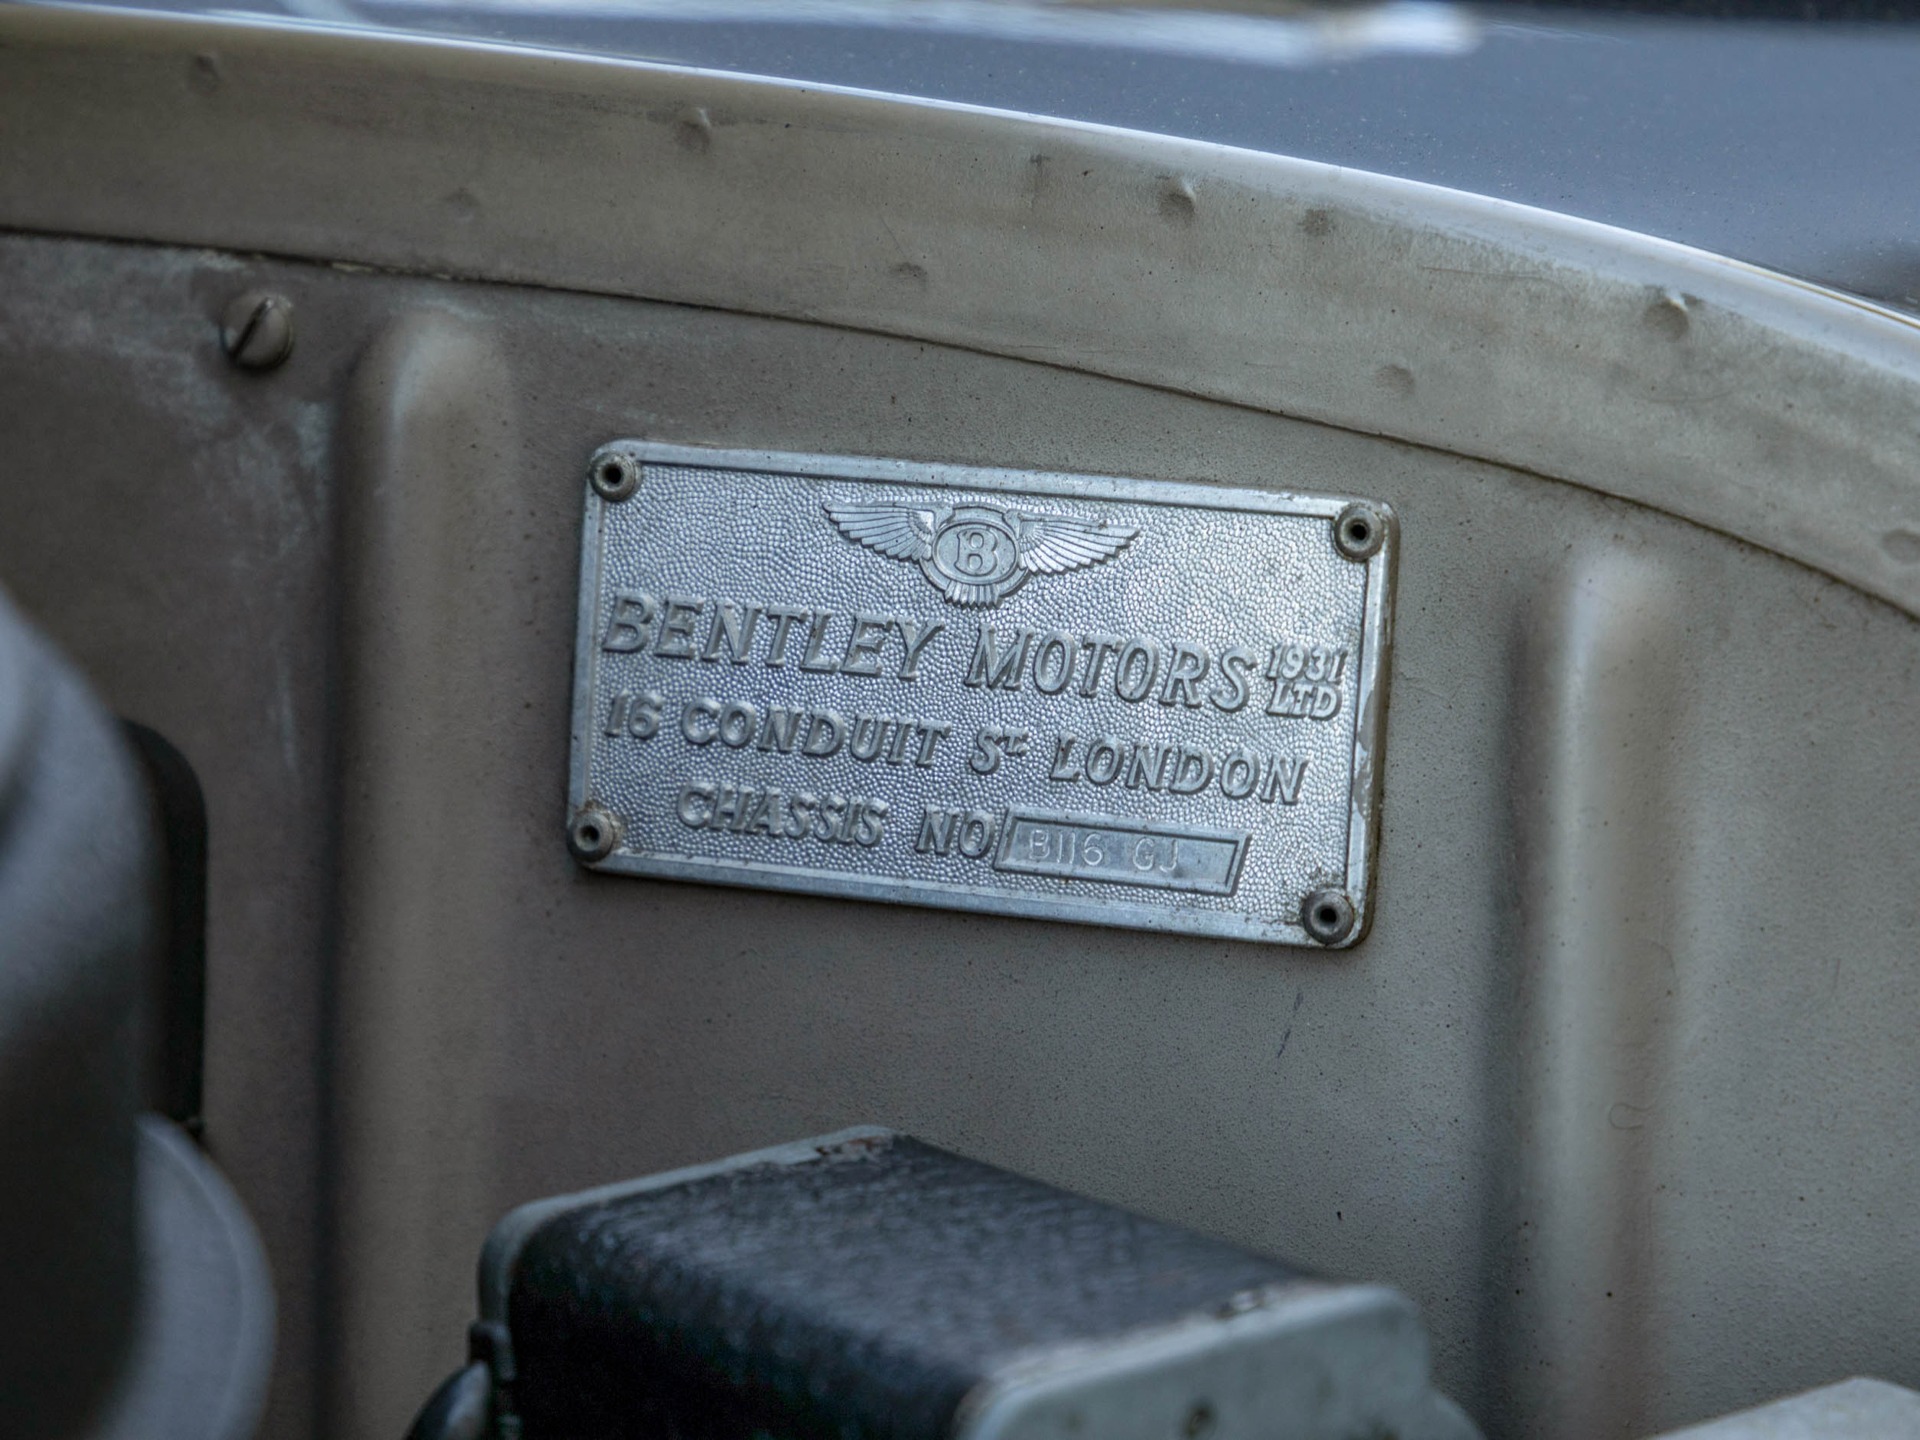 B
BENTLEY MOTORS 1931 LTD
16 CONDUIT ST LONDON
CHASSIS NO B116 GJ